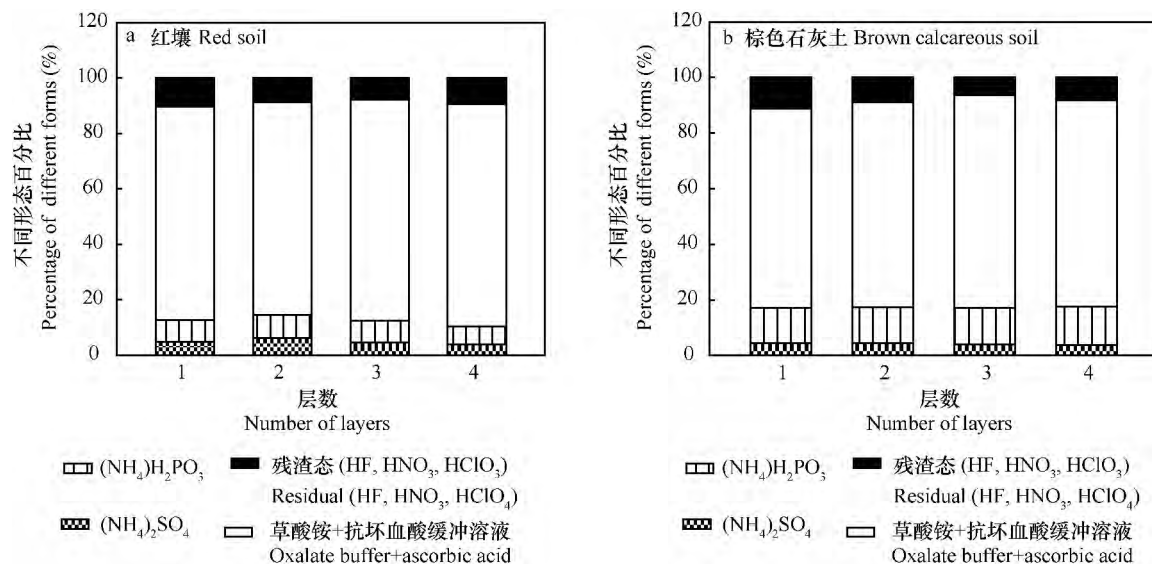 不同形态百分比
Percentage of different forms (%)
120
100
80
60
40
20
0
a 红壤 Red soil
1 2 3 4
层数
Number of layers
(NH₄)H₂PO₃
残渣态 (HF, HNO₃, HClO₃)
Residual (HF, HNO₃, HClO₄)
(NH₄)₂SO₄
草酸铵+抗坏血酸缓冲溶液
Oxalate buffer+ascorbic acid
不同形态百分比
Percentage of different forms (%)
120
100
80
60
40
20
0
b 棕色石灰土 Brown calcareous soil
1 2 3 4
层数
Number of layers
(NH₄)H₂PO₃
残渣态 (HF, HNO₃, HClO₃)
Residual (HF, HNO₃, HClO₄)
(NH₄)₂SO₄
草酸铵+抗坏血酸缓冲溶液
Oxalate buffer+ascorbic acid